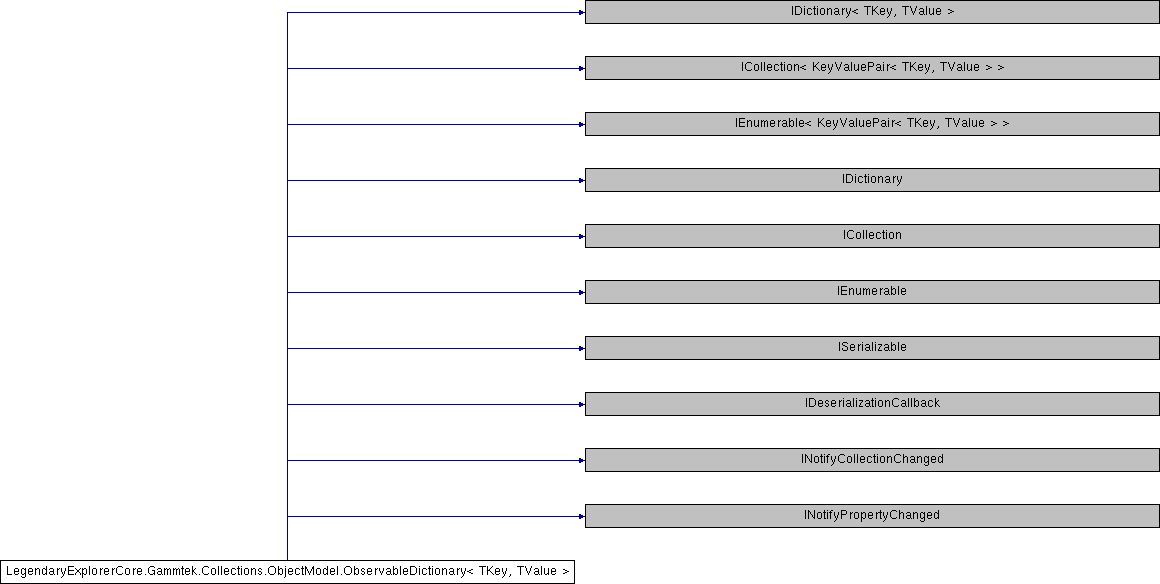 IDictionary< TKey, TValue >
ICollection< KeyValuePair< TKey, TValue > >
IEnumerable< KeyValuePair< TKey, TValue > >
IDictionary
ICollection
IEnumerable
ISerializable
IDeserializationCallback
INotifyCollectionChanged
INotifyPropertyChanged
LegendaryExplorerCore.Gammtek.Collections.ObjectModel.ObservableDictionary< TKey, TValue >